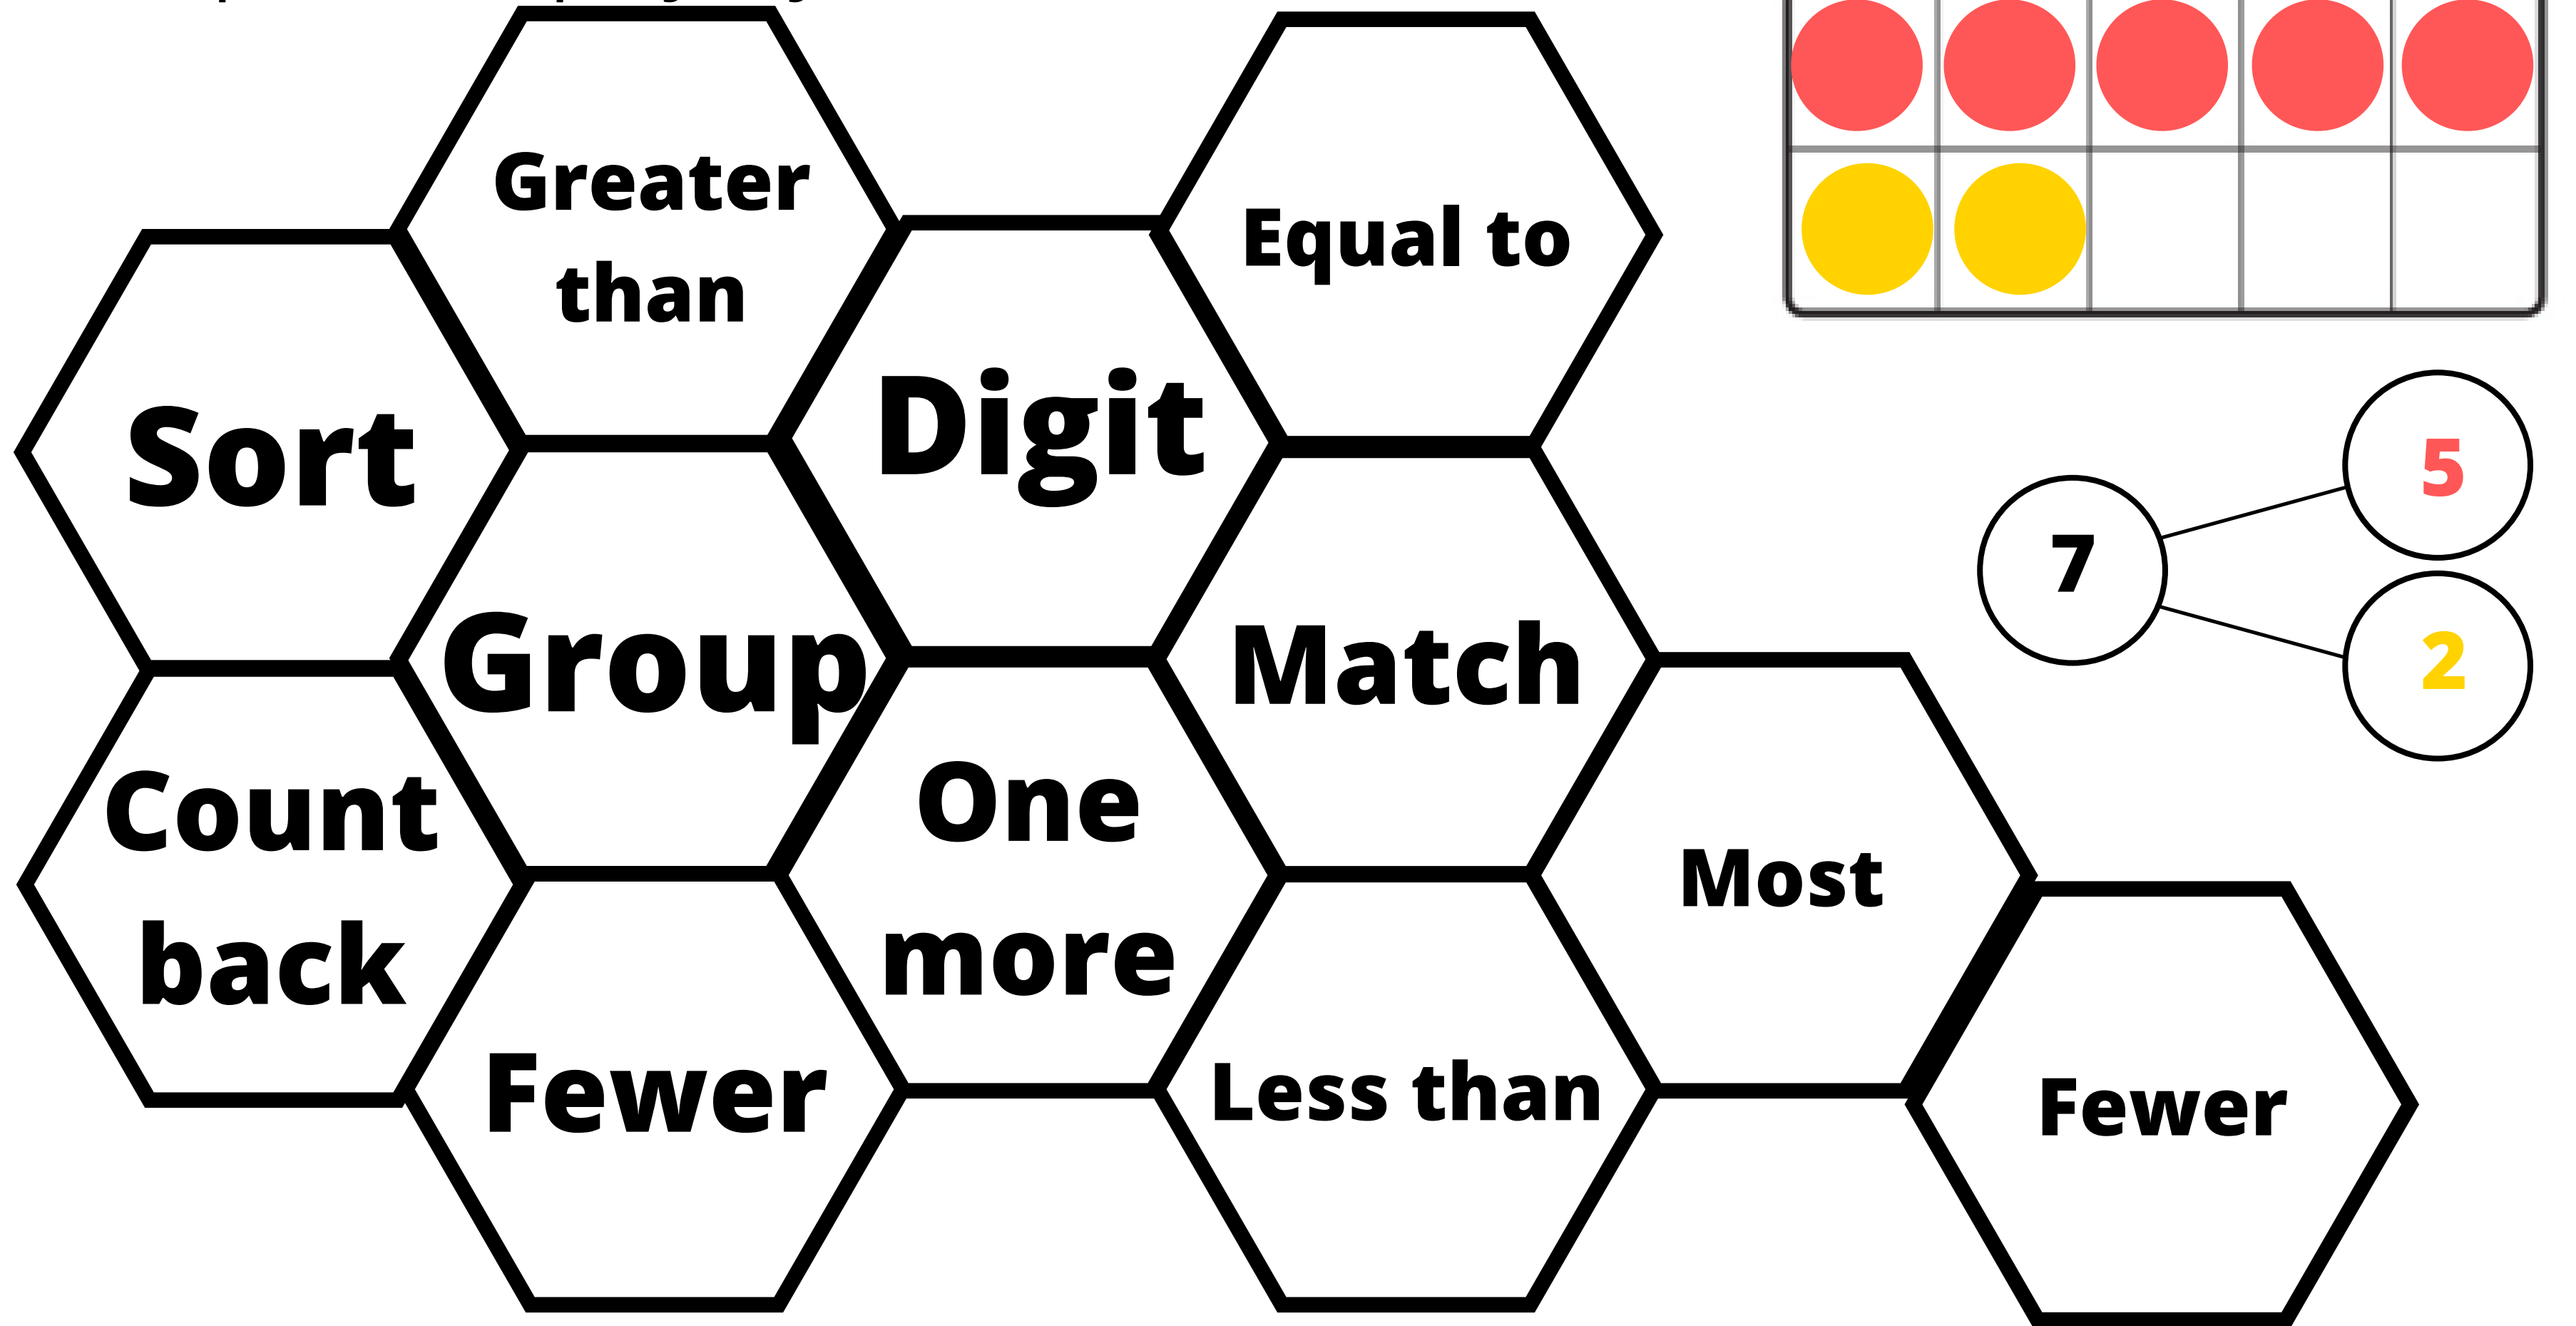 Greater
than
Equal to
Sort
Digit
5
7
Group
Match
2
Count
back
One
more
Most
Fewer
Less than
Fewer